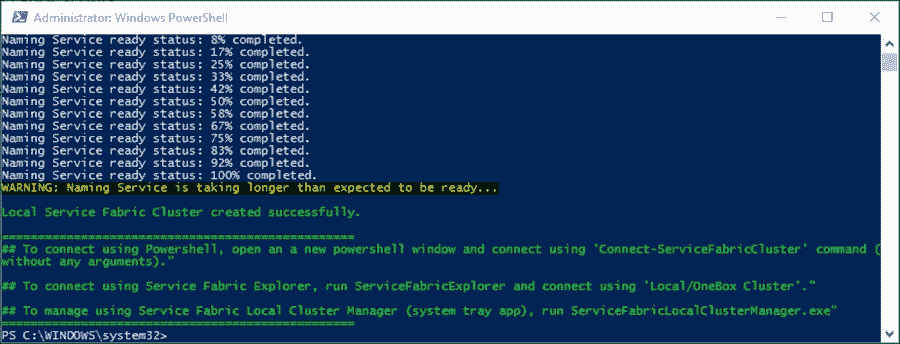 Administrator: Windows PowerShell
Naming Service ready status: 8% completed.
Naming Service ready status: 17% completed.
Naming Service ready status: 25% completed.
Naming Service ready status: 33% completed.
Naming Service ready status: 42% completed.
Naming Service ready status: 50% completed.
Naming Service ready status: 58% completed.
Naming Service ready status: 67% completed.
Naming Service ready status: 75% completed.
Naming Service ready status: 83% completed.
Naming Service ready status: 92% completed.
Naming Service ready status: 100% completed.
WARNING: Naming Service is taking longer than expected to be ready...
Local Service Fabric Cluster created successfully.
==================================================
## To connect using Powershell, open an a new powershell window and connect using 'Connect-ServiceFabricCluster' command (
without any arguments)."
## To connect using Service Fabric Explorer, run ServiceFabricExplorer and connect using 'Local/OneBox Cluster'."
## To manage using Service Fabric Local Cluster Manager (system tray app), run ServiceFabricLocalClusterManager.exe"
==================================================
PS C:\WINDOWS\system32>